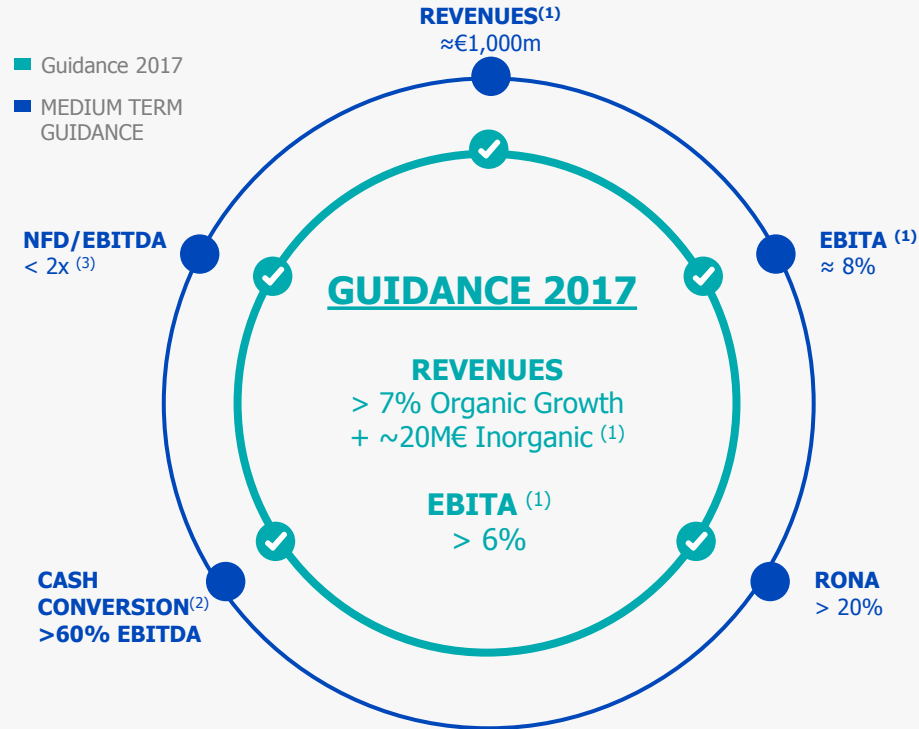 REVENUES(1)
≈€1,000m
Guidance 2017
MEDIUM TERM
GUIDANCE
NFD/EBITDA
< 2x (3)
EBITA (1)
≈ 8%
GUIDANCE 2017
REVENUES
> 7% Organic Growth
+ ~20M€ Inorganic (1)
EBITA (1)
> 6%
CASH
CONVERSION(2)
>60% EBITDA
RONA
> 20%